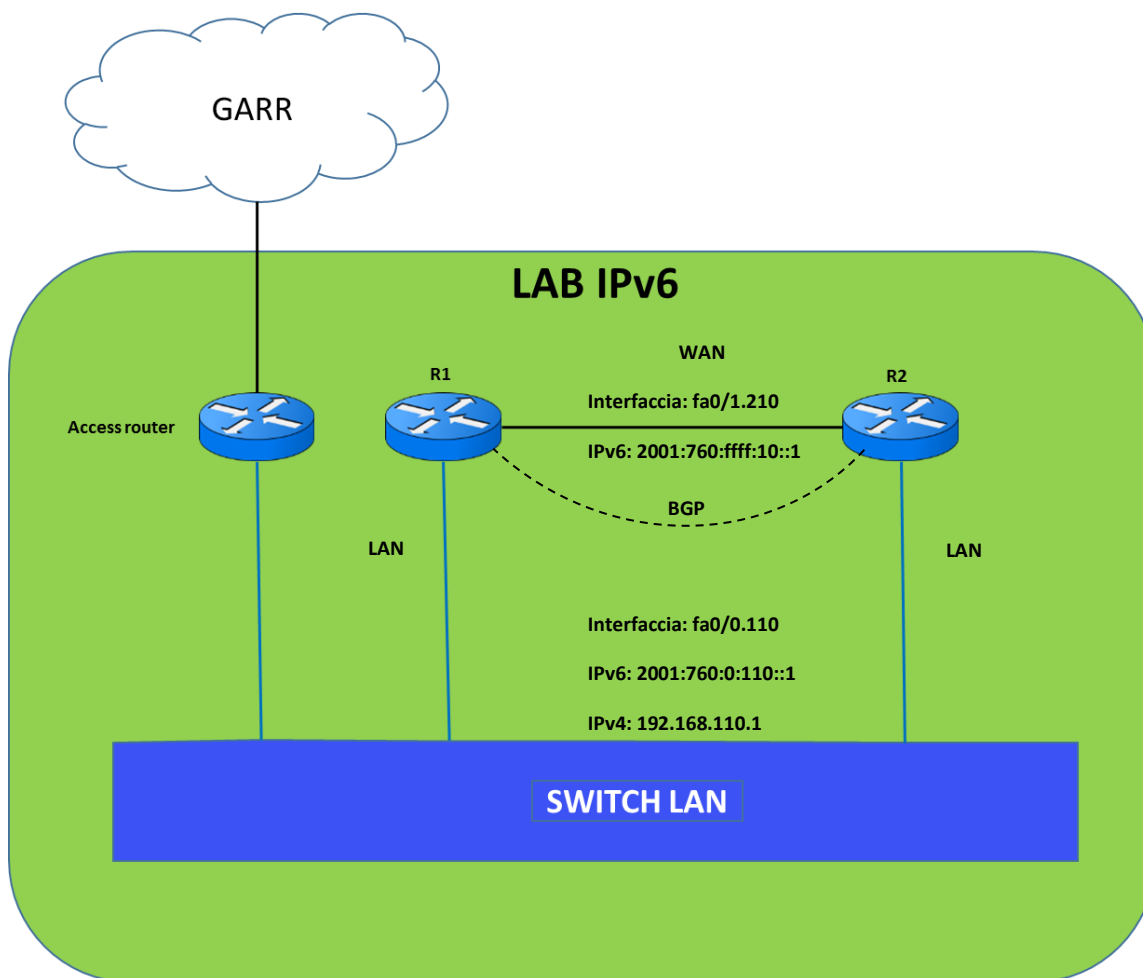 GARR
LAB IPv6
WAN
R1
R2
Interfaccia: fa0/1.210
Access router
IPv6: 2001:760:ffff:10::1
BGP
LAN
LAN
Interfaccia: fa0/0.110
IPv6: 2001:760:0:110::1
IPv4: 192.168.110.1
SWITCH LAN